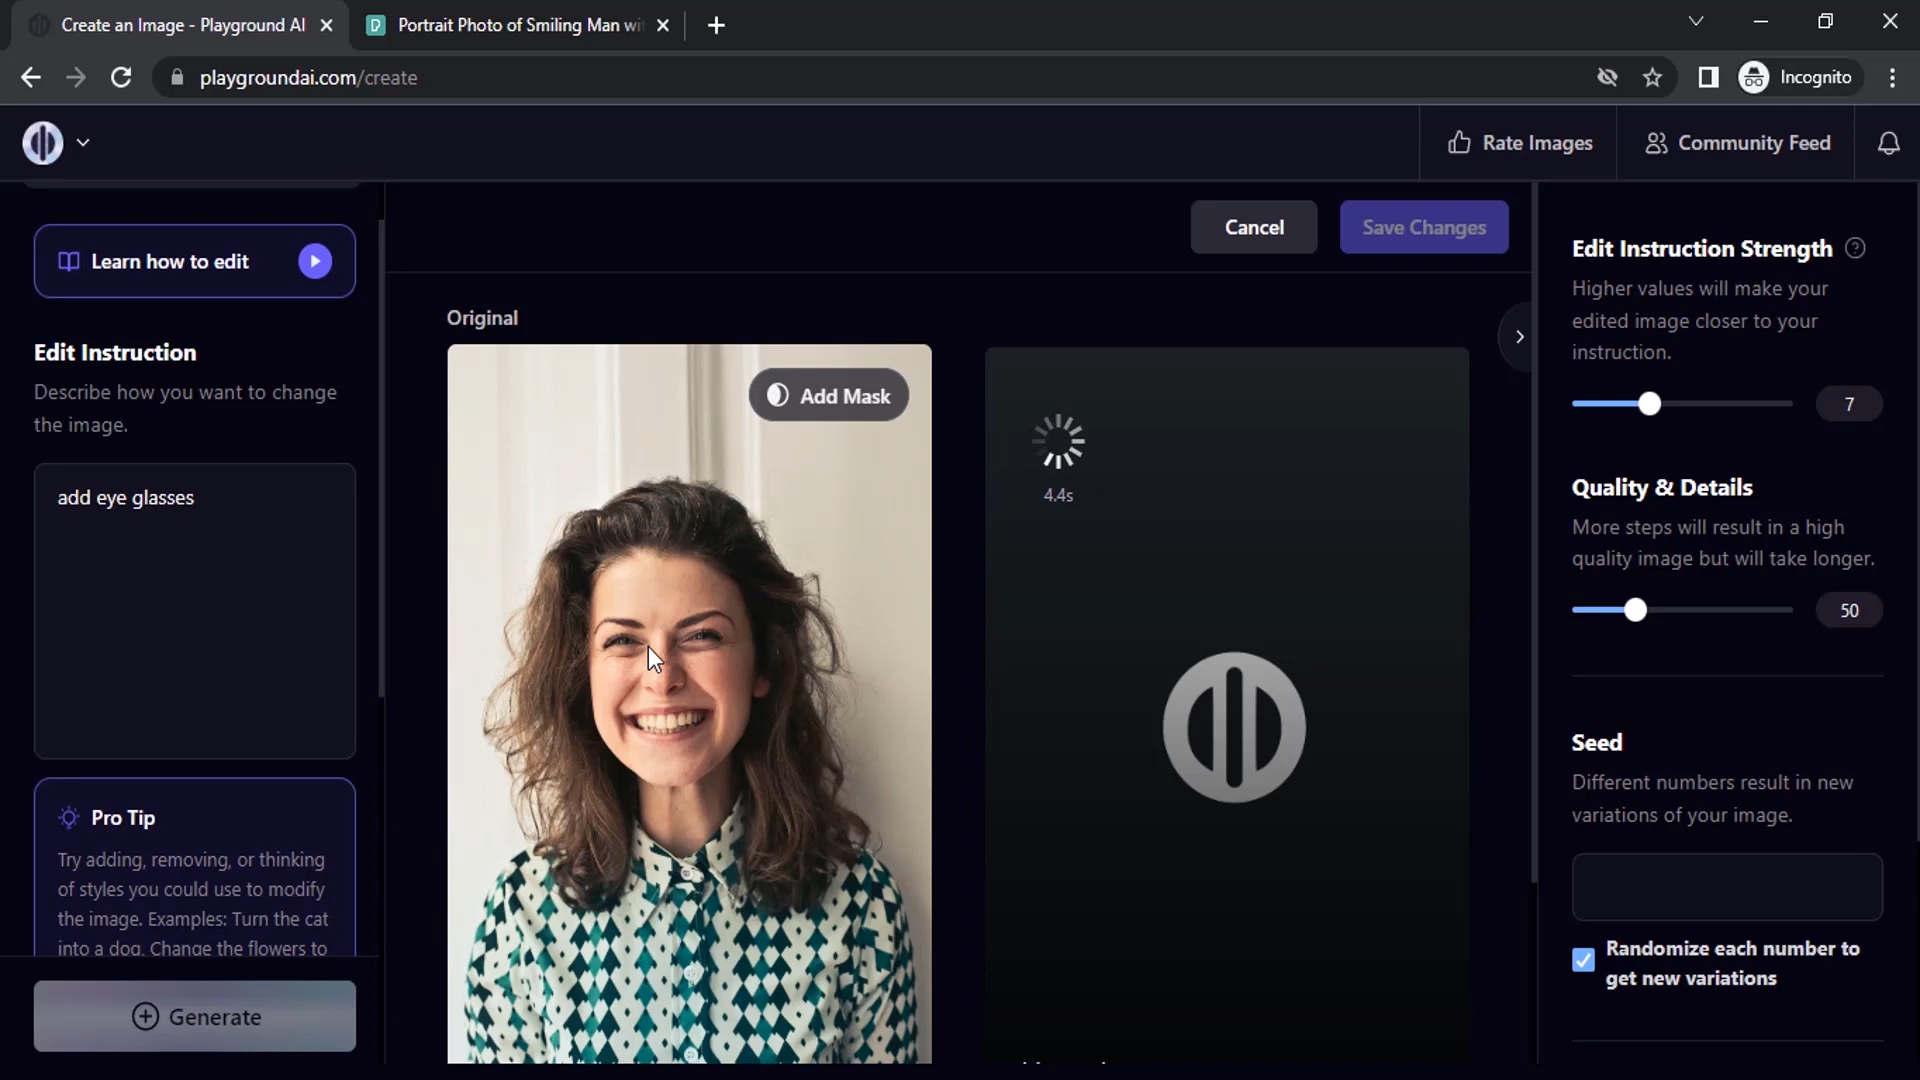 Create an Image - Playground AI
Portrait Photo of Smiling Man wi
playgroundai.com/create
Incognito
Rate Images
Community Feed
Learn how to edit
Edit Instruction
Describe how you want to change
the image.
add eye glasses
Pro Tip
Try adding, removing, or thinking
of styles you could use to modify
the image. Examples: Turn the cat
into a dog. Change the flowers to
Generate
Cancel
Save Changes
Original
Add Mask
4.4s
Edit Instruction Strength
Higher values will make your
edited image closer to your
instruction.
7
Quality & Details
More steps will result in a high
quality image but will take longer.
50
Seed
Different numbers result in new
variations of your image.
Randomize each number to
get new variations